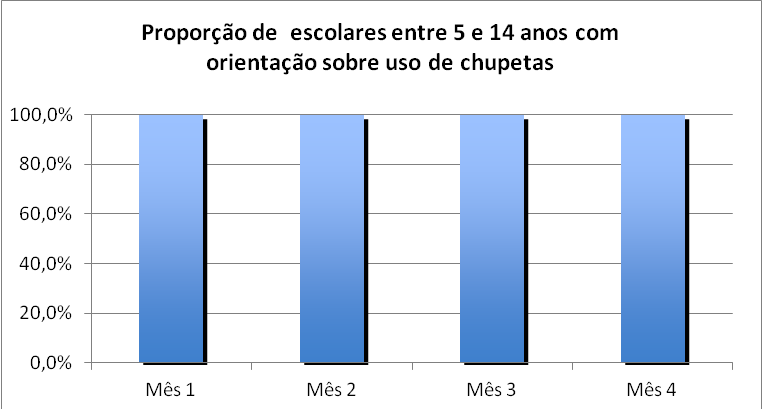 Proporção de  escolares entre 5 e 14 anos com
orientação sobre uso de chupetas
100,0%
80,0%
60,0%
40,0%
20,0%
0,0%
Mês 1 Mês 2 Mês 3 Mês 4